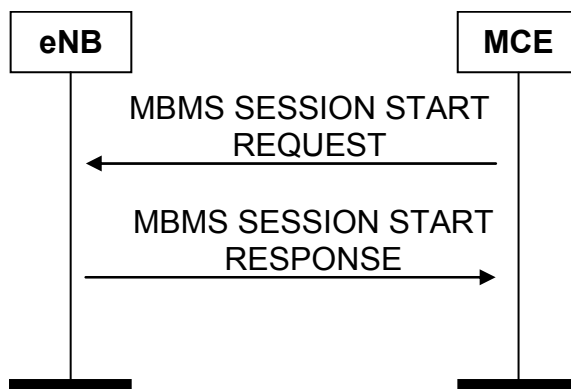 eNB
MCE
MBMS SESSION START
REQUEST
MBMS SESSION START
RESPONSE